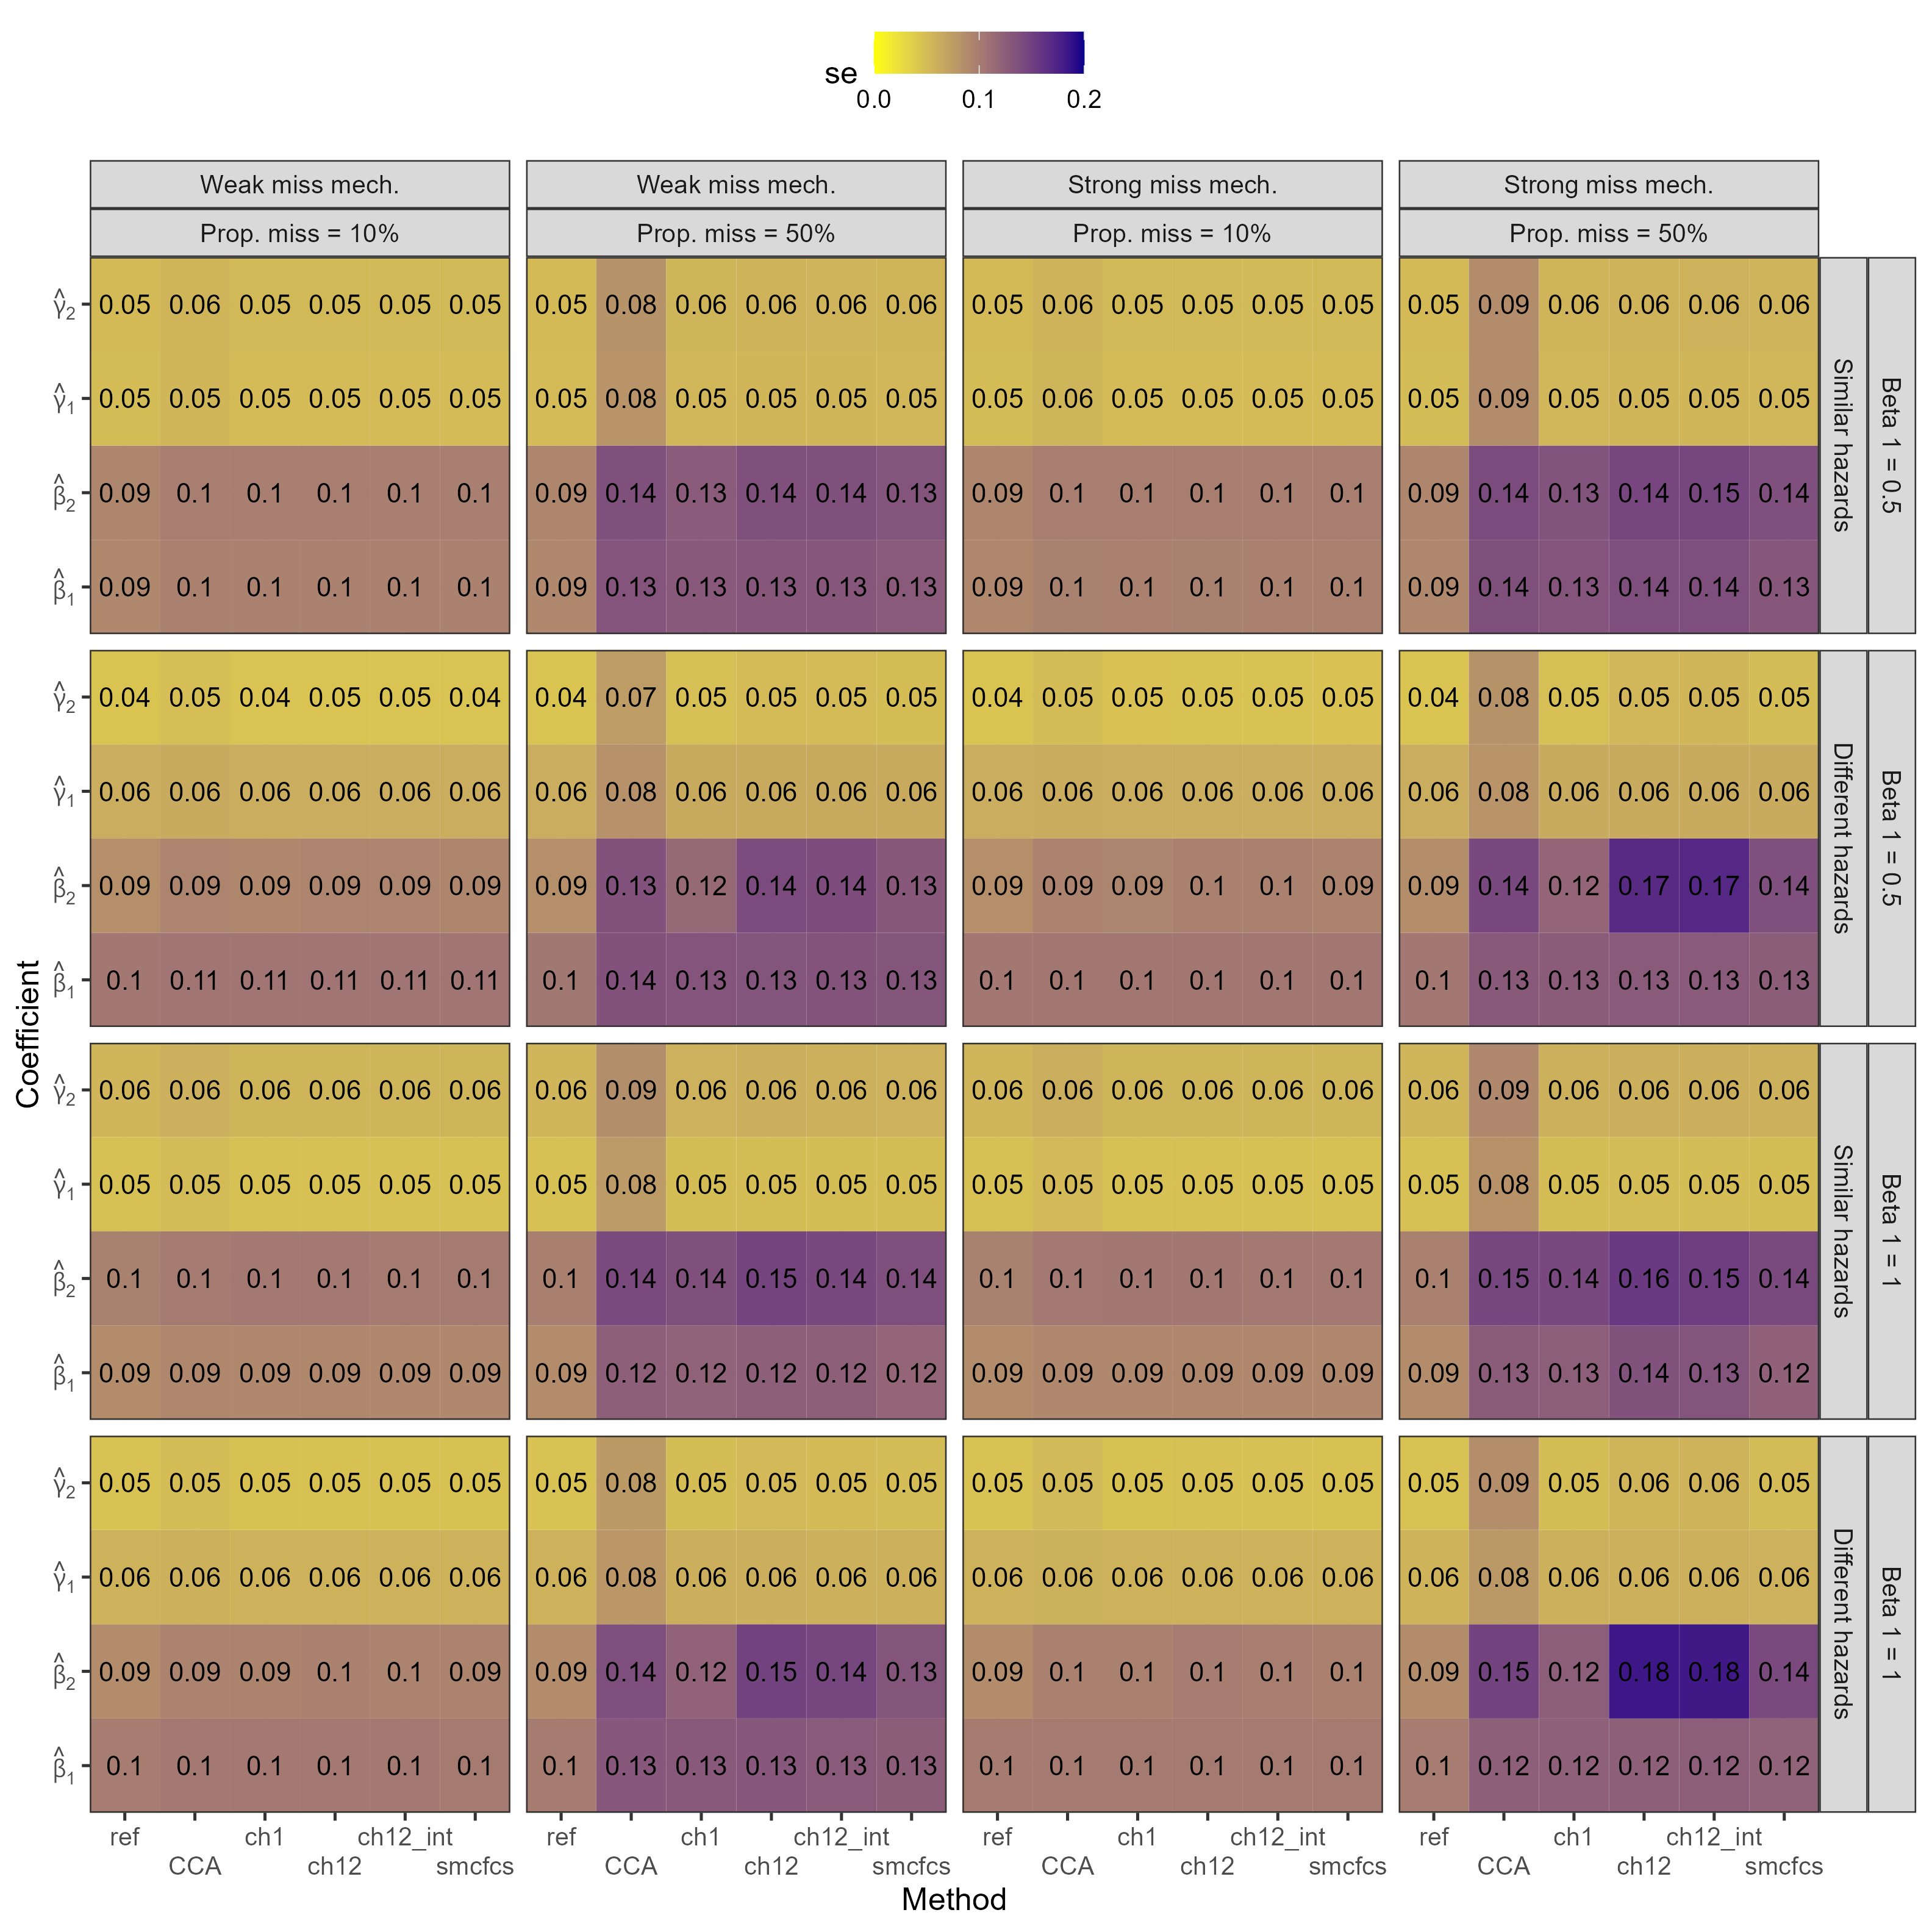 se
0.0 0.1 0.2
Weak miss mech. Weak miss mech. Strong miss mech. Strong miss mech.
Prop. miss = 10% Prop. miss = 50% Prop. miss = 10% Prop. miss = 50%
γ̂₂ 0.05 0.06 0.05 0.05 0.05 0.05 0.05 0.08 0.06 0.06 0.06 0.06 0.05 0.06 0.05 0.05 0.05 0.05 0.05 0.09 0.06 0.06 0.06 0.06
γ̂₁ 0.05 0.05 0.05 0.05 0.05 0.05 0.05 0.08 0.05 0.05 0.05 0.05 0.05 0.06 0.05 0.05 0.05 0.05 0.05 0.09 0.05 0.05 0.05 0.05
β̂₂ 0.09 0.1 0.1 0.1 0.1 0.1 0.09 0.14 0.13 0.14 0.14 0.13 0.09 0.1 0.1 0.1 0.1 0.1 0.09 0.14 0.13 0.14 0.15 0.14
β̂₁ 0.09 0.1 0.1 0.1 0.1 0.1 0.09 0.13 0.13 0.13 0.13 0.13 0.09 0.1 0.1 0.1 0.1 0.1 0.09 0.14 0.13 0.14 0.14 0.13
Similar hazards
Beta 1 = 0.5
γ̂₂ 0.04 0.05 0.04 0.05 0.05 0.04 0.04 0.07 0.05 0.05 0.05 0.05 0.04 0.05 0.05 0.05 0.05 0.05 0.04 0.08 0.05 0.05 0.05 0.05
γ̂₁ 0.06 0.06 0.06 0.06 0.06 0.06 0.06 0.08 0.06 0.06 0.06 0.06 0.06 0.06 0.06 0.06 0.06 0.06 0.06 0.08 0.06 0.06 0.06 0.06
β̂₂ 0.09 0.09 0.09 0.09 0.09 0.09 0.09 0.13 0.12 0.14 0.14 0.13 0.09 0.09 0.09 0.1 0.1 0.09 0.09 0.14 0.12 0.17 0.17 0.14
β̂₁ 0.1 0.11 0.11 0.11 0.11 0.11 0.1 0.14 0.13 0.13 0.13 0.13 0.1 0.1 0.1 0.1 0.1 0.1 0.1 0.13 0.13 0.13 0.13 0.13
Different hazards
Beta 1 = 0.5
Coefficient
γ̂₂ 0.06 0.06 0.06 0.06 0.06 0.06 0.06 0.09 0.06 0.06 0.06 0.06 0.06 0.06 0.06 0.06 0.06 0.06 0.06 0.09 0.06 0.06 0.06 0.06
γ̂₁ 0.05 0.05 0.05 0.05 0.05 0.05 0.05 0.08 0.05 0.05 0.05 0.05 0.05 0.05 0.05 0.05 0.05 0.05 0.05 0.08 0.05 0.05 0.05 0.05
β̂₂ 0.1 0.1 0.1 0.1 0.1 0.1 0.1 0.14 0.14 0.15 0.14 0.14 0.1 0.1 0.1 0.1 0.1 0.1 0.1 0.15 0.14 0.16 0.15 0.14
β̂₁ 0.09 0.09 0.09 0.09 0.09 0.09 0.09 0.12 0.12 0.12 0.12 0.12 0.09 0.09 0.09 0.09 0.09 0.09 0.09 0.13 0.13 0.14 0.13 0.12
Similar hazards
Beta 1 = 1
γ̂₂ 0.05 0.05 0.05 0.05 0.05 0.05 0.05 0.08 0.05 0.05 0.05 0.05 0.05 0.05 0.05 0.05 0.05 0.05 0.05 0.09 0.05 0.06 0.06 0.05
γ̂₁ 0.06 0.06 0.06 0.06 0.06 0.06 0.06 0.08 0.06 0.06 0.06 0.06 0.06 0.06 0.06 0.06 0.06 0.06 0.06 0.08 0.06 0.06 0.06 0.06
β̂₂ 0.09 0.09 0.09 0.1 0.1 0.09 0.09 0.14 0.12 0.15 0.14 0.13 0.09 0.1 0.1 0.1 0.1 0.1 0.09 0.15 0.12 0.18 0.18 0.14
β̂₁ 0.1 0.1 0.1 0.1 0.1 0.1 0.1 0.13 0.13 0.13 0.13 0.13 0.1 0.1 0.1 0.1 0.1 0.1 0.1 0.12 0.12 0.12 0.12 0.12
Different hazards
Beta 1 = 1
ref ch1 ch12_int ref ch1 ch12_int ref ch1 ch12_int ref ch1 ch12_int
CCA ch12 smcfcs CCA ch12 smcfcs CCA ch12 smcfcs CCA ch12 smcfcs
Method